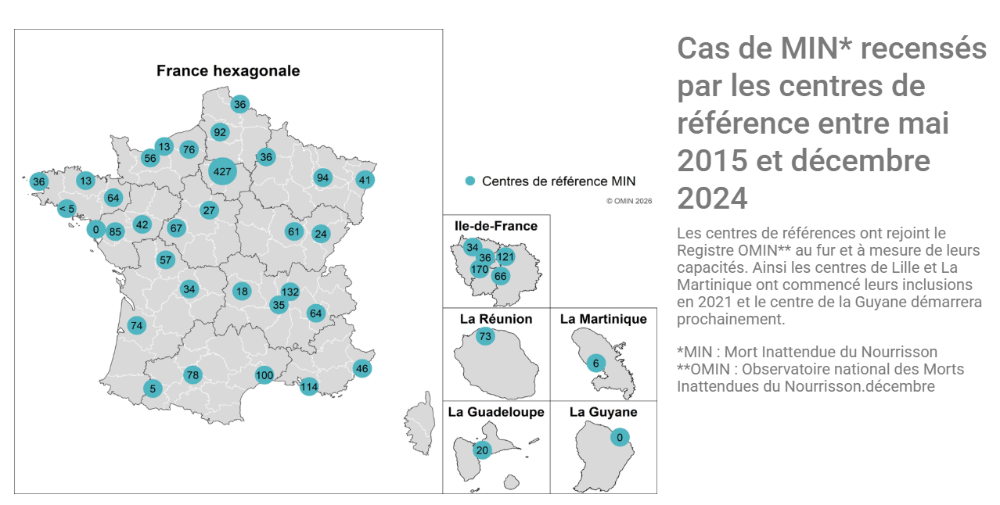 France hexagonale
36
92
13
76
56
36
427
94
41
36
13
64
< 5
27
0
85
42
67
61
24
57
34
18
132
35
64
74
78
100
46
5
114
Centres de référence MIN
© OMIN 2026
Ile-de-France
34
36
121
170
66
La Réunion
73
La Martinique
6
La Guadeloupe
20
La Guyane
0
Cas de MIN* recensés
par les centres de
référence entre mai
2015 et décembre
2024
Les centres de références ont rejoint le
Registre OMIN** au fur et à mesure de leurs
capacités. Ainsi les centres de Lille et La
Martinique ont commencé leurs inclusions
en 2021 et le centre de la Guyane démarrera
prochainement.
*MIN : Mort Inattendue du Nourrisson
**OMIN : Observatoire national des Morts
Inattendues du Nourrisson.décembre